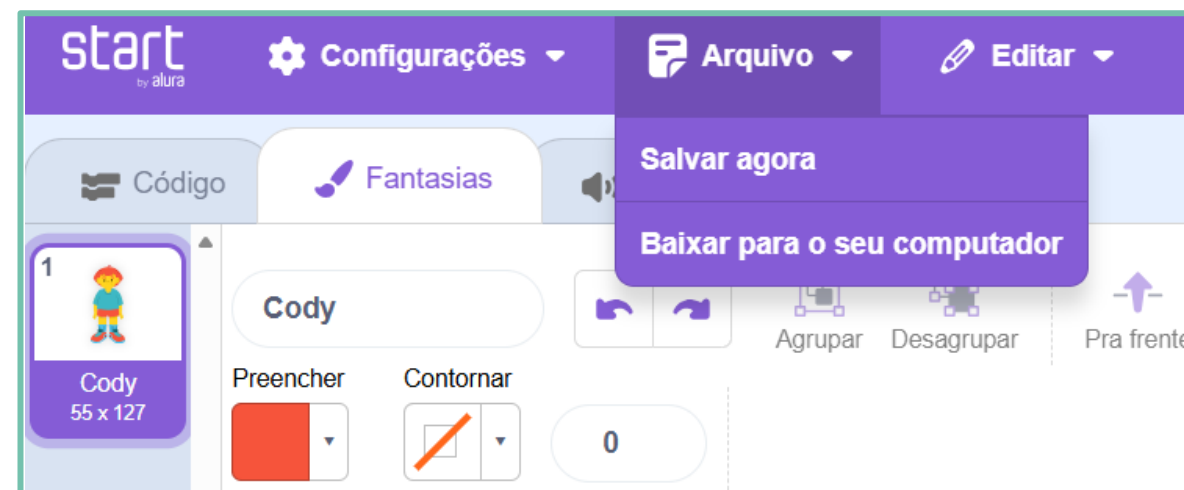 start
by alura
Configurações
Arquivo
Editar
Salvar agora
Baixar para o seu computador
Código
Fantasias
1
Cody
55 x 127
Cody
Agrupar
Desagrupar
Pra frente
Preencher
Contornar
0